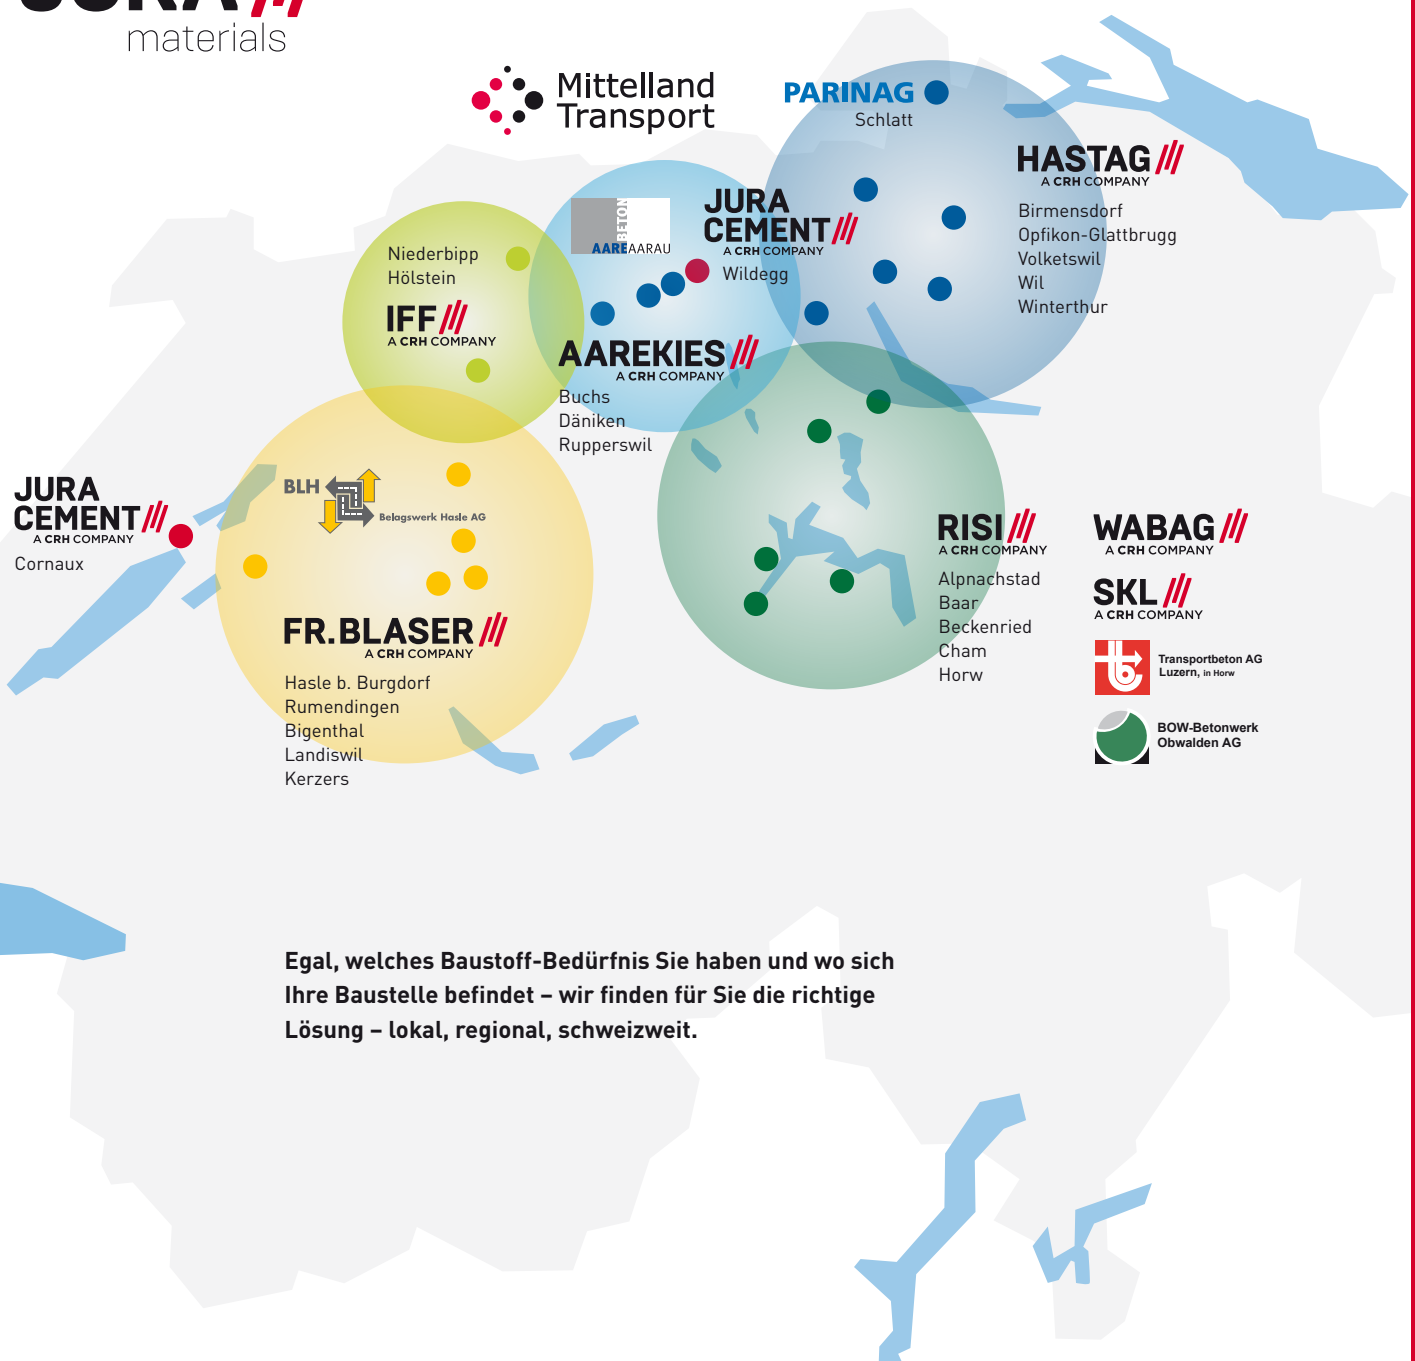 JURA
materials
Mittelland
Transport
PARINAG
Schlatt
HASTAG
A CRH COMPANY
Birmensdorf
Opfikon-Glattbrugg
Volketswil
Wil
Winterthur
BETON
AAREAARAU
JURA
CEMENT
A CRH COMPANY
Wildegg
Niederbipp
Hölstein
IFF
A CRH COMPANY
AAREKIES
A CRH COMPANY
Buchs
Däniken
Rupperswil
JURA
CEMENT
A CRH COMPANY
Cornaux
BLH
Belagswerk Hasle AG
FR.BLASER
A CRH COMPANY
Hasle b. Burgdorf
Rumendingen
Bigenthal
Landiswil
Kerzers
RISI
A CRH COMPANY
Alpnachstad
Baar
Beckenried
Cham
Horw
WABAG
A CRH COMPANY
SKL
A CRH COMPANY
Transportbeton AG
Luzern, in Horw
BOW-Betonwerk
Obwalden AG
Egal, welches Baustoff-Bedürfnis Sie haben und wo sich
Ihre Baustelle befindet – wir finden für Sie die richtige
Lösung – lokal, regional, schweizweit.